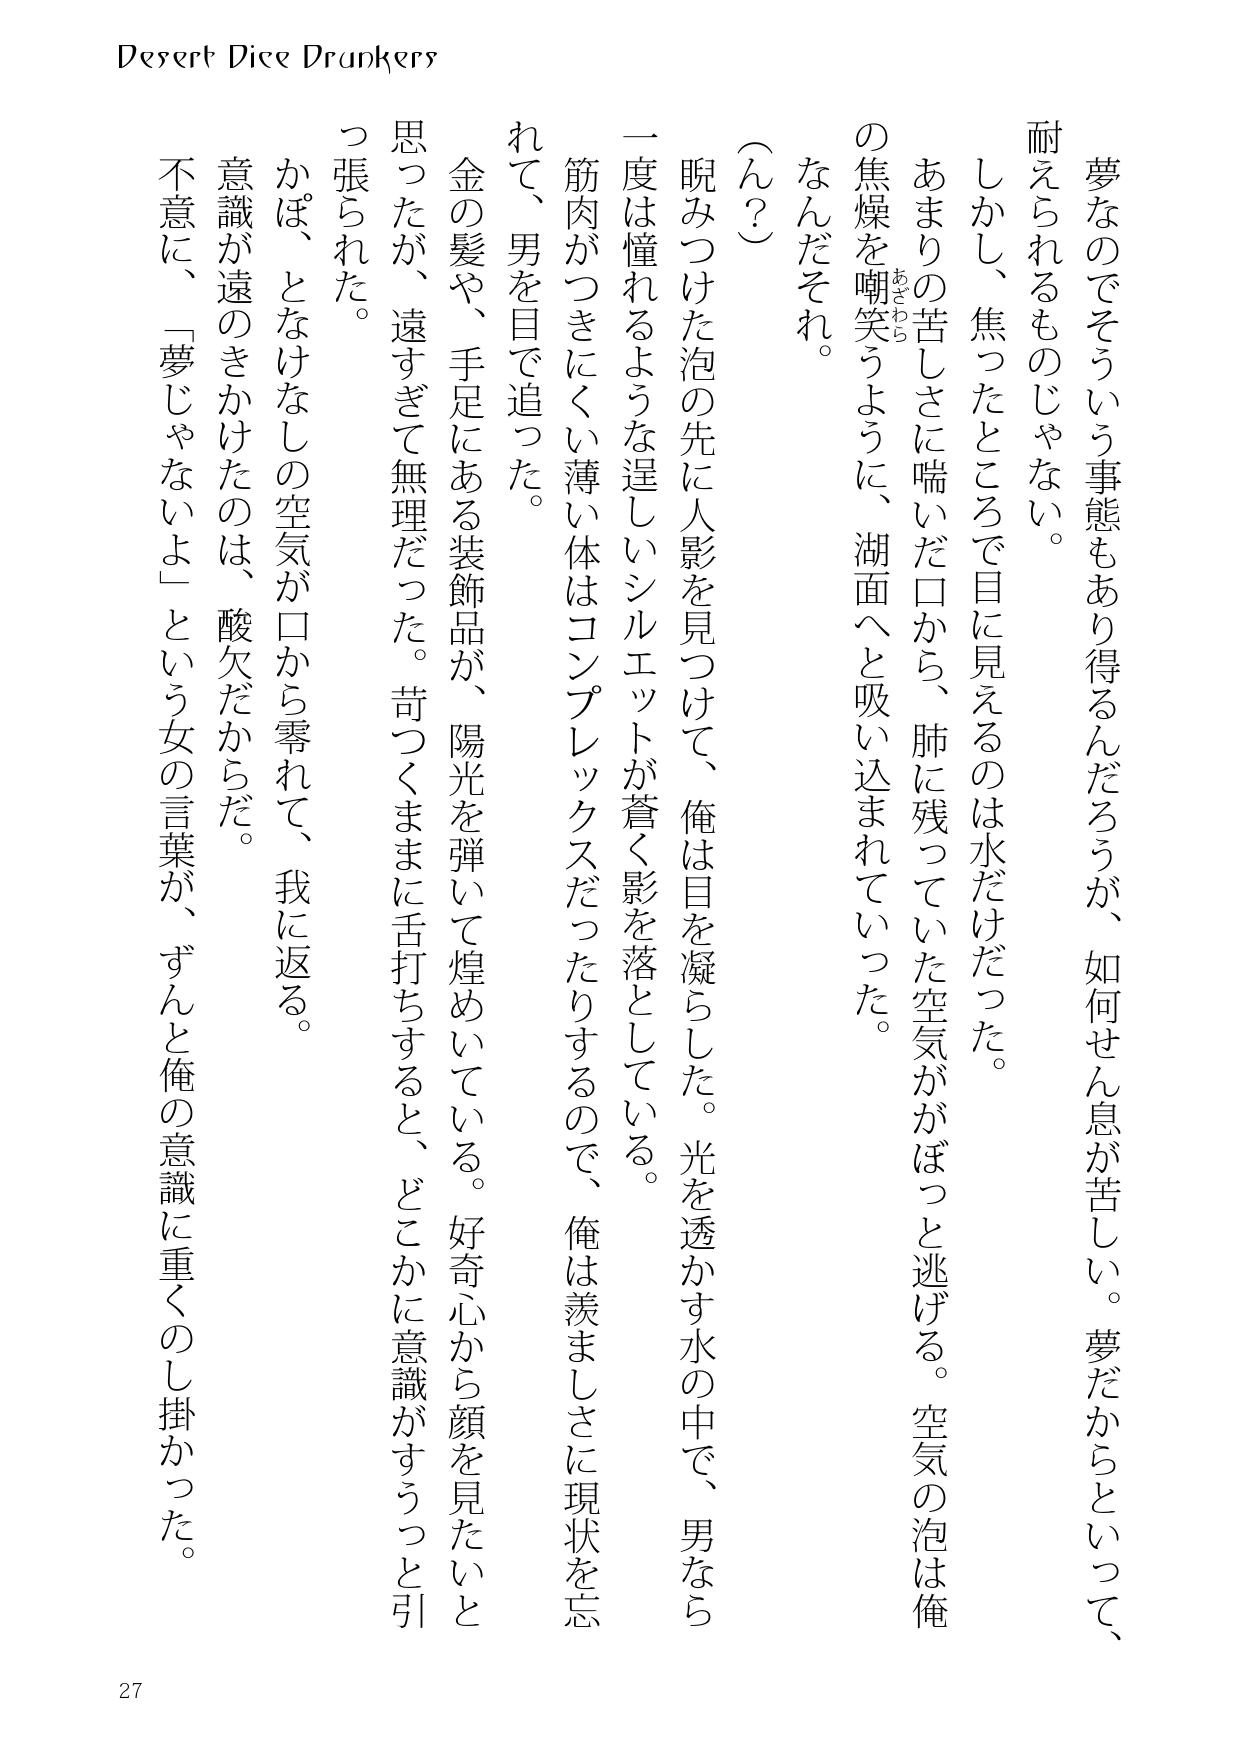 Desert Dice Drunkers
夢なのでそういう事態もあり得るんだろうが、如何せん息が苦しい。夢だからといって、
耐えられるものじゃない。
しかし、焦ったところで目に見えるのは水だけだった。
あまりの苦しさに喘いだ口から、肺に残っていた空気ががぼっと逃げる。空気の泡は俺
の焦燥を嘲笑うように、湖面へと吸い込まれていった。
あざわら
なんだそれ。
（ん？）
睨みつけた泡の先に人影を見つけて、俺は目を凝らした。光を透かす水の中で、男なら
一度は憧れるような逞しいシルエットが蒼く影を落としている。
筋肉がつきにくい薄い体はコンプレックスだったりするので、俺は羨ましさに現状を忘
れて、男を目で追った。
金の髪や、手足にある装飾品が、陽光を弾いて煌めいている。好奇心から顔を見たいと
思ったが、遠すぎて無理だった。苛つくままに舌打ちすると、どこかに意識がすうっと引
っ張られた。
かぽ、となけなしの空気が口から零れて、我に返る。
意識が遠のきかけたのは、酸欠だからだ。
不意に、「夢じゃないよ」という女の言葉が、ずんと俺の意識に重くのし掛かった。
27